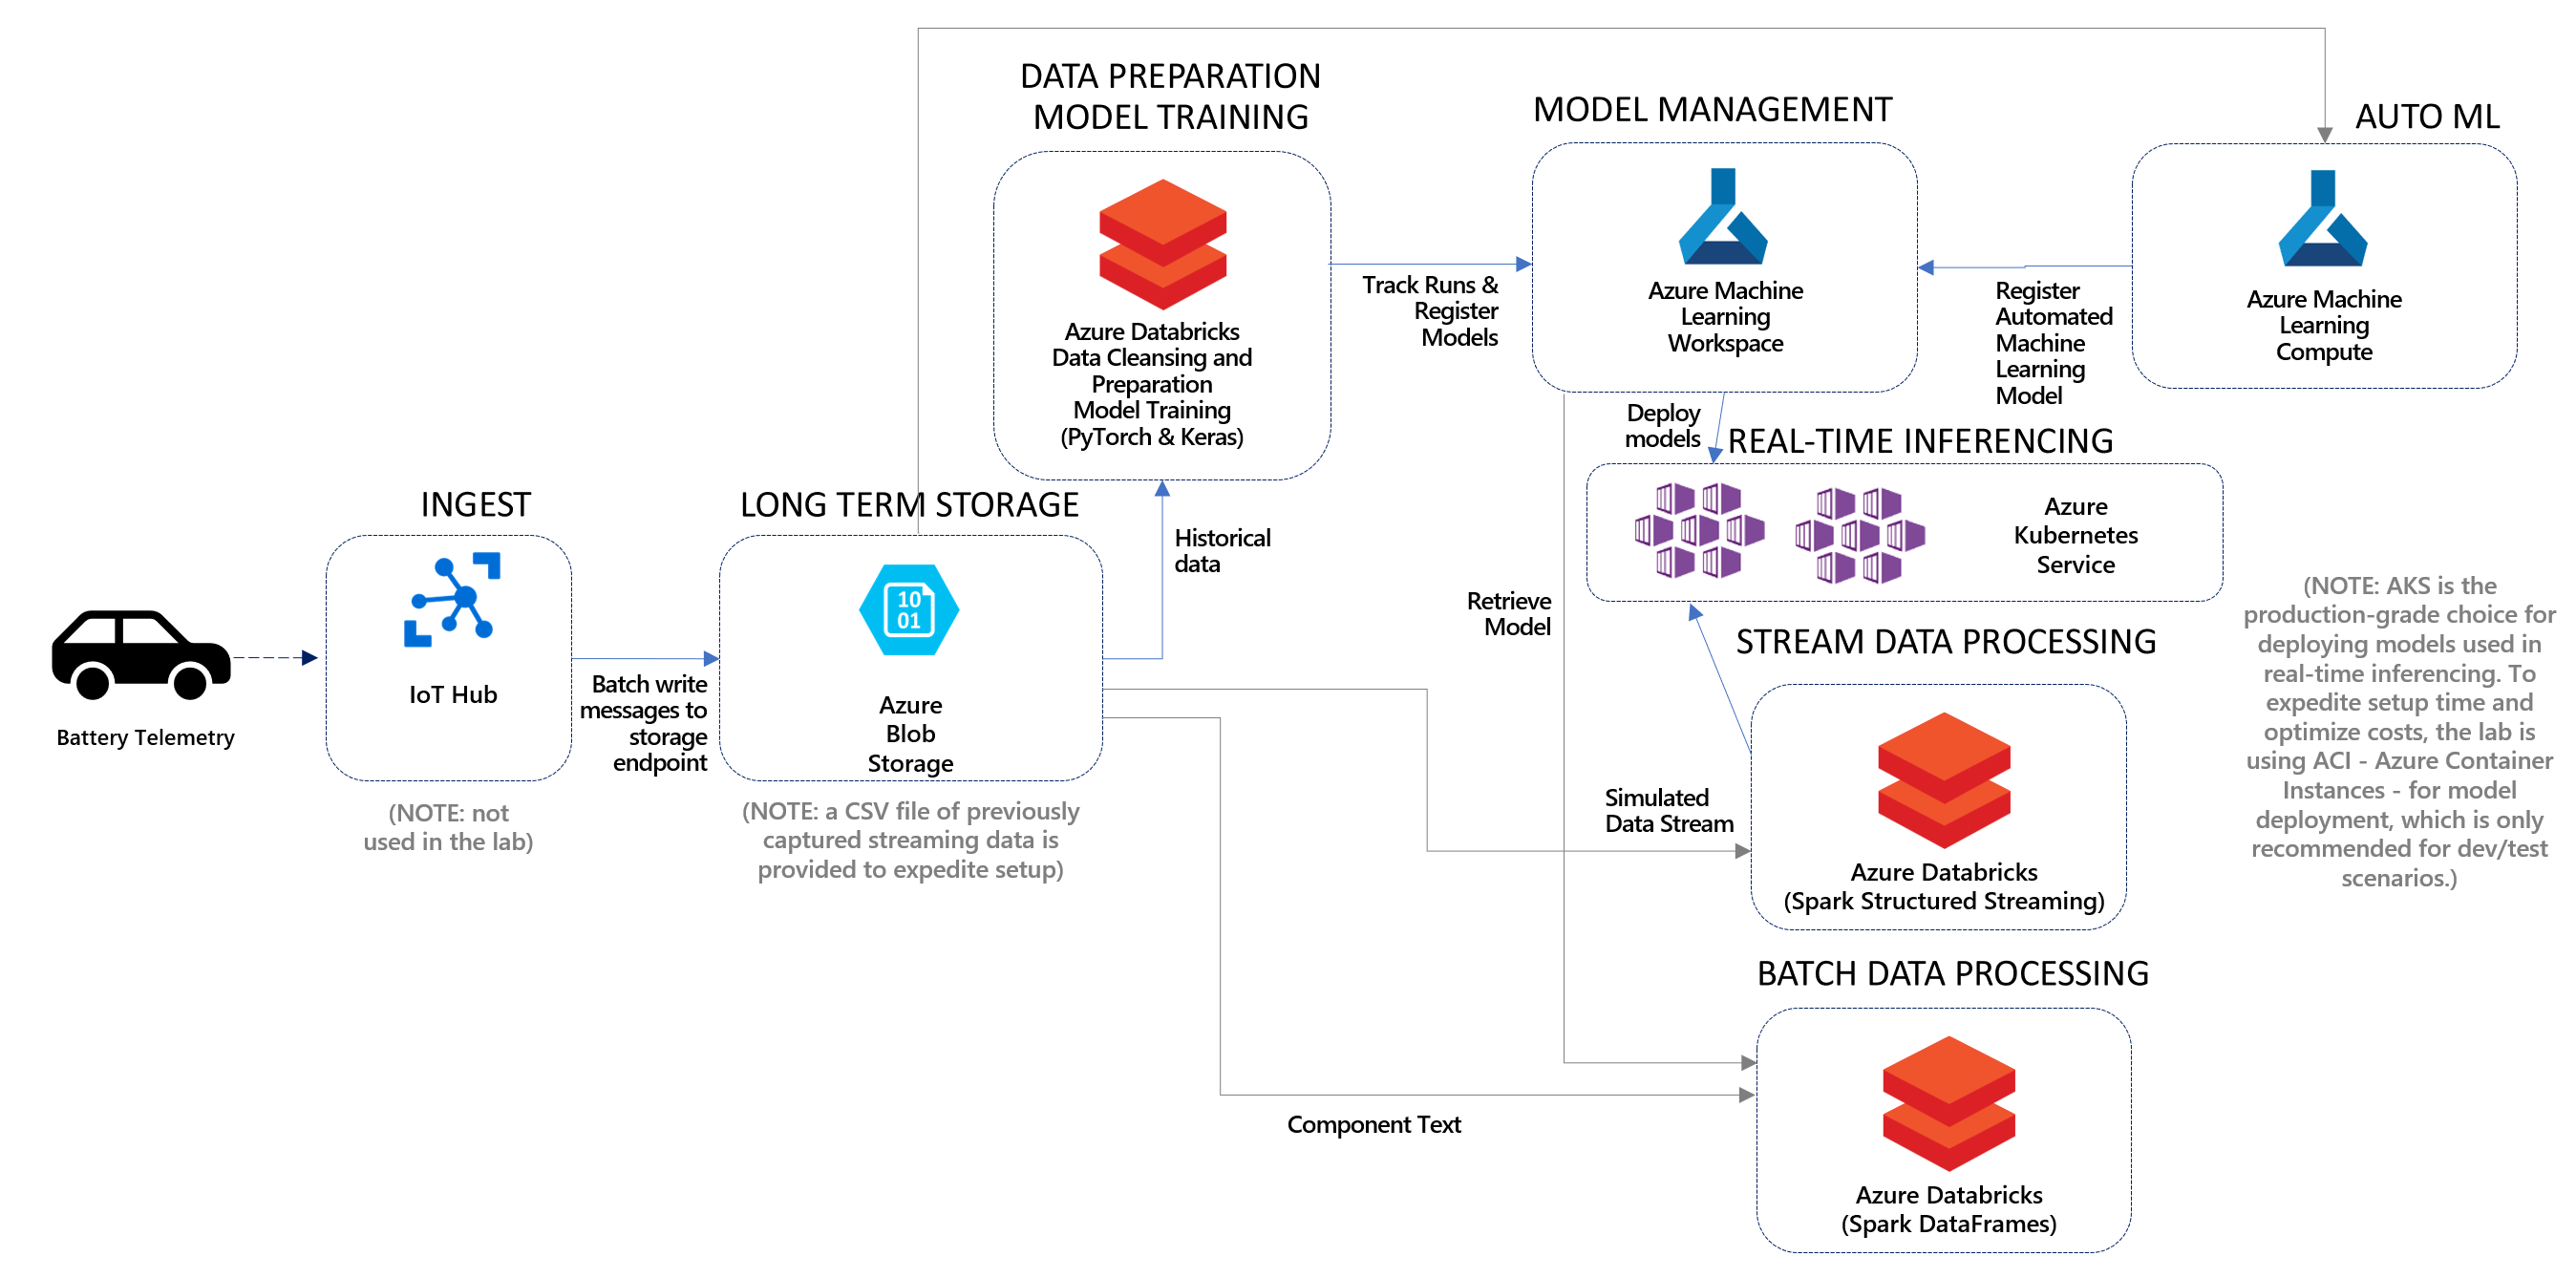 DATA PREPARATION
MODEL TRAINING
Azure Databricks
Data Cleansing and
Preparation
Model Training
(PyTorch & Keras)
Track Runs &
Register
Models
MODEL MANAGEMENT
Azure Machine
Learning
Workspace
AUTO ML
Azure Machine
Learning
Compute
Register
Automated
Machine
Learning
Model
Deploy
models
REAL-TIME INFERENCING
Azure
Kubernetes
Service
(NOTE: AKS is the
production-grade choice for
deploying models used in
real-time inferencing. To
expedite setup time and
optimize costs, the lab is
using ACI - Azure Container
Instances - for model
deployment, which is only
recommended for dev/test
scenarios.)
Battery Telemetry
INGEST
IoT Hub
(NOTE: not
used in the lab)
Batch write
messages to
storage
endpoint
LONG TERM STORAGE
10
01
Azure
Blob
Storage
(NOTE: a CSV file of previously
captured streaming data is
provided to expedite setup)
Historical
data
Retrieve
Model
STREAM DATA PROCESSING
Simulated
Data Stream
Azure Databricks
(Spark Structured Streaming)
BATCH DATA PROCESSING
Component Text
Azure Databricks
(Spark DataFrames)